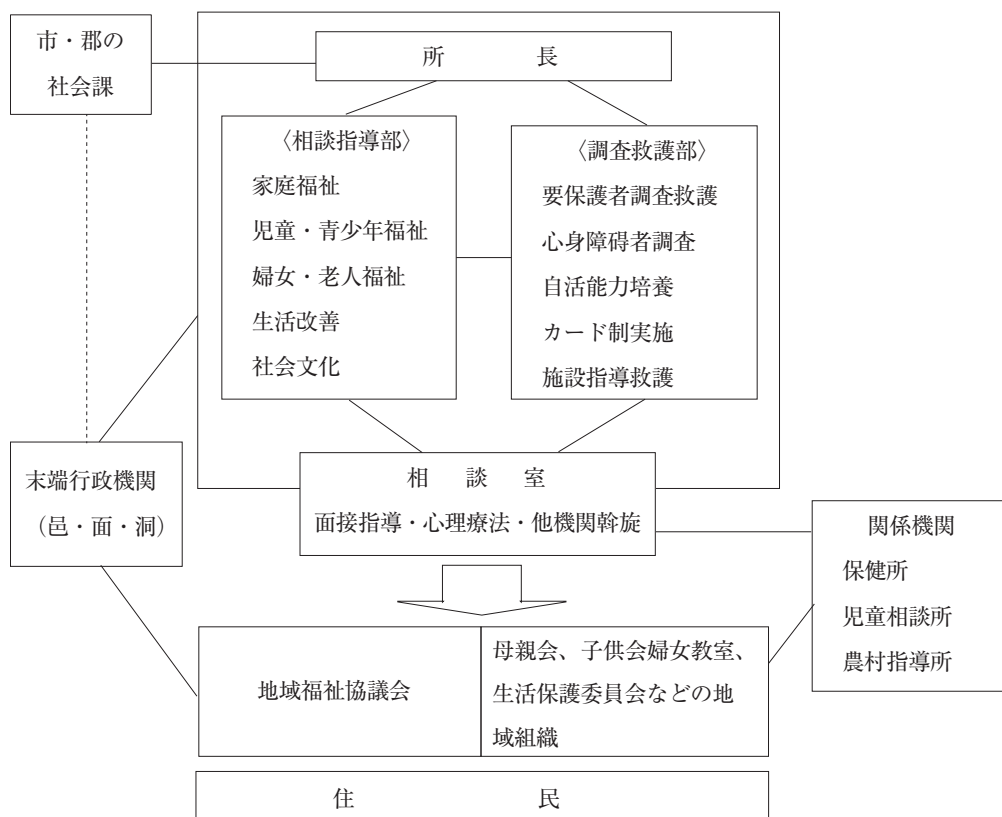 市・郡の
社会課
所　　　　長
〈相談指導部〉
家庭福祉
児童・青少年福祉
婦女・老人福祉
生活改善
社会文化
〈調査救護部〉
要保護者調査救護
心身障碍者調査
自活能力培養
カード制実施
施設指導救護
末端行政機関
（邑・面・洞）
相　談　室
面接指導・心理療法・他機関斡旋
関係機関
保健所
児童相談所
農村指導所
地域福祉協議会
母親会、子供会婦女教室、
生活保護委員会などの地
域組織
住　　　　　　　民